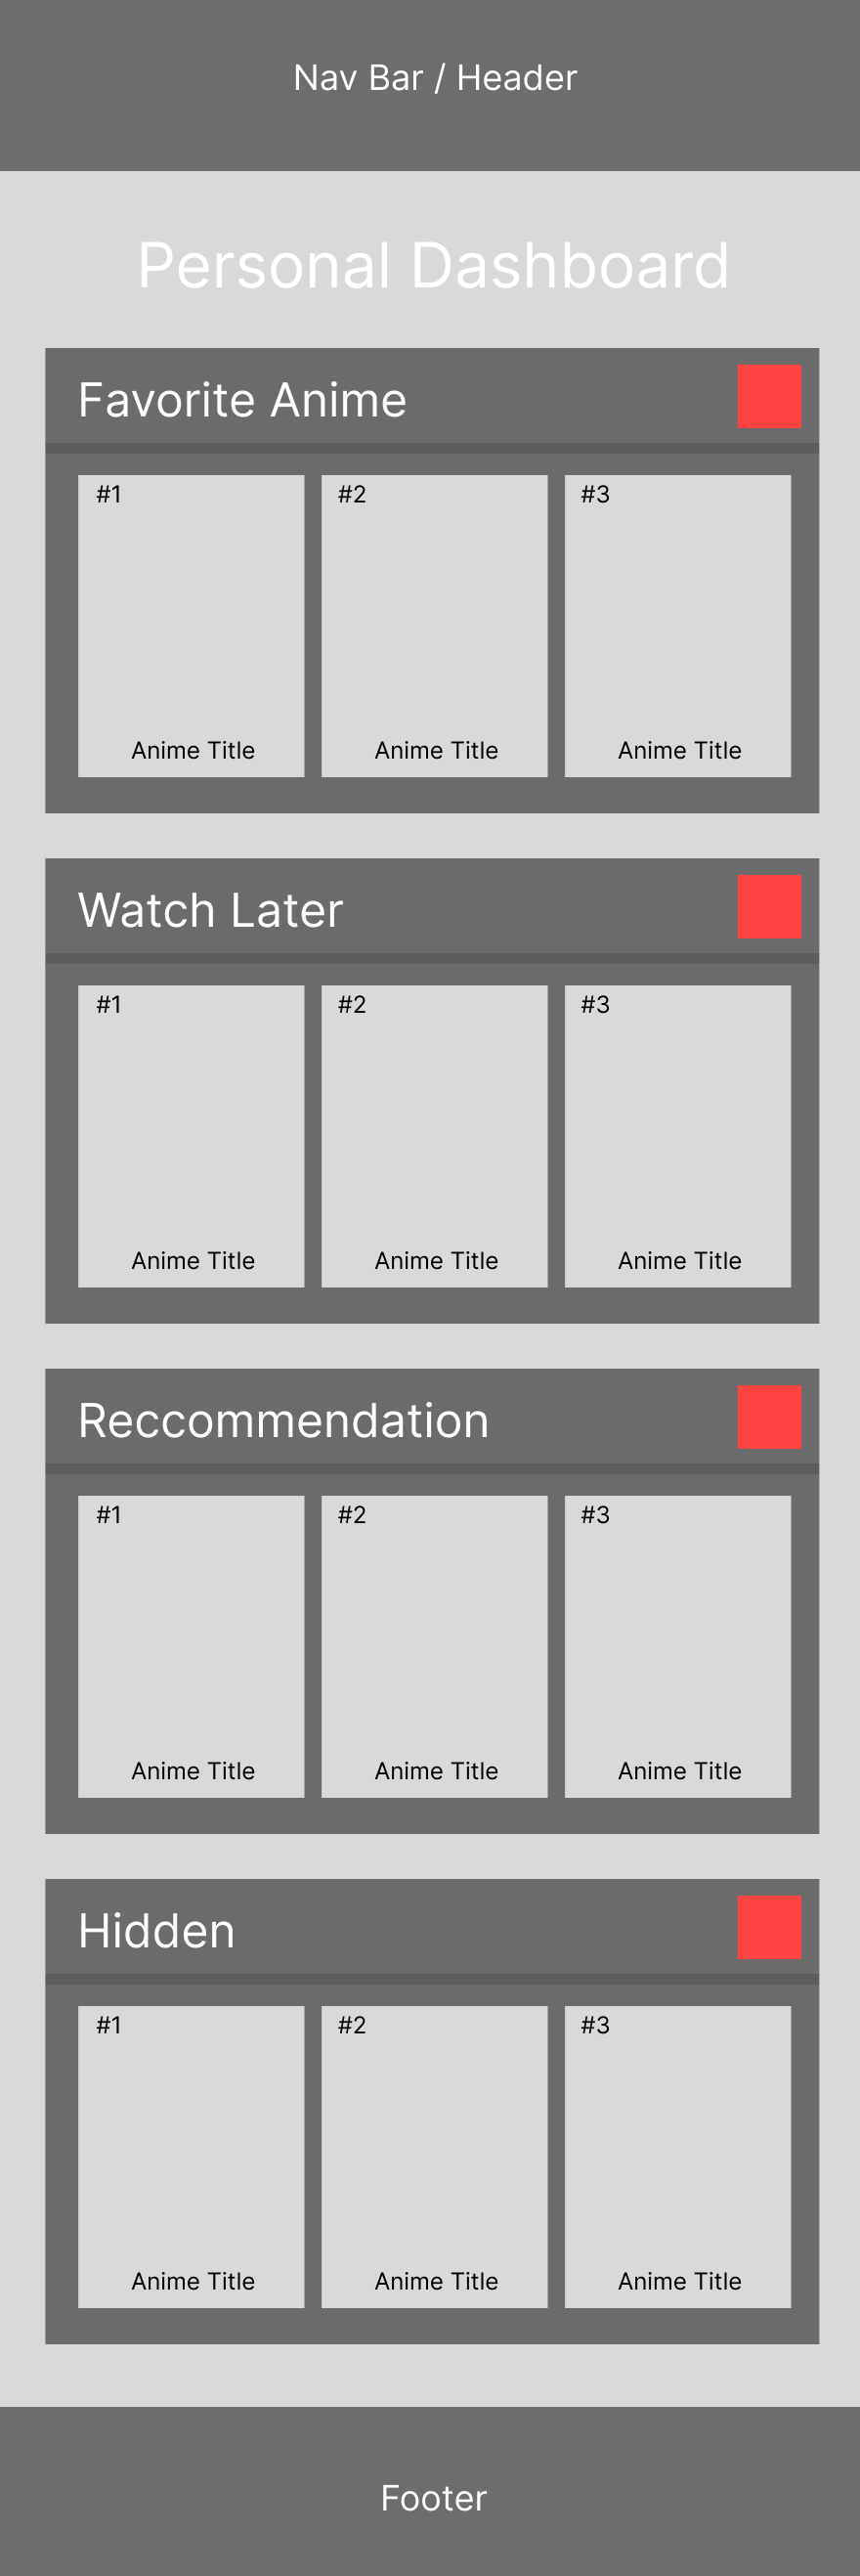 Nav Bar / Header
Personal Dashboard
Favorite Anime
#1 #2 #3
Anime Title Anime Title Anime Title
Watch Later
#1 #2 #3
Anime Title Anime Title Anime Title
Reccommendation
#1 #2 #3
Anime Title Anime Title Anime Title
Hidden
#1 #2 #3
Anime Title Anime Title Anime Title
Footer